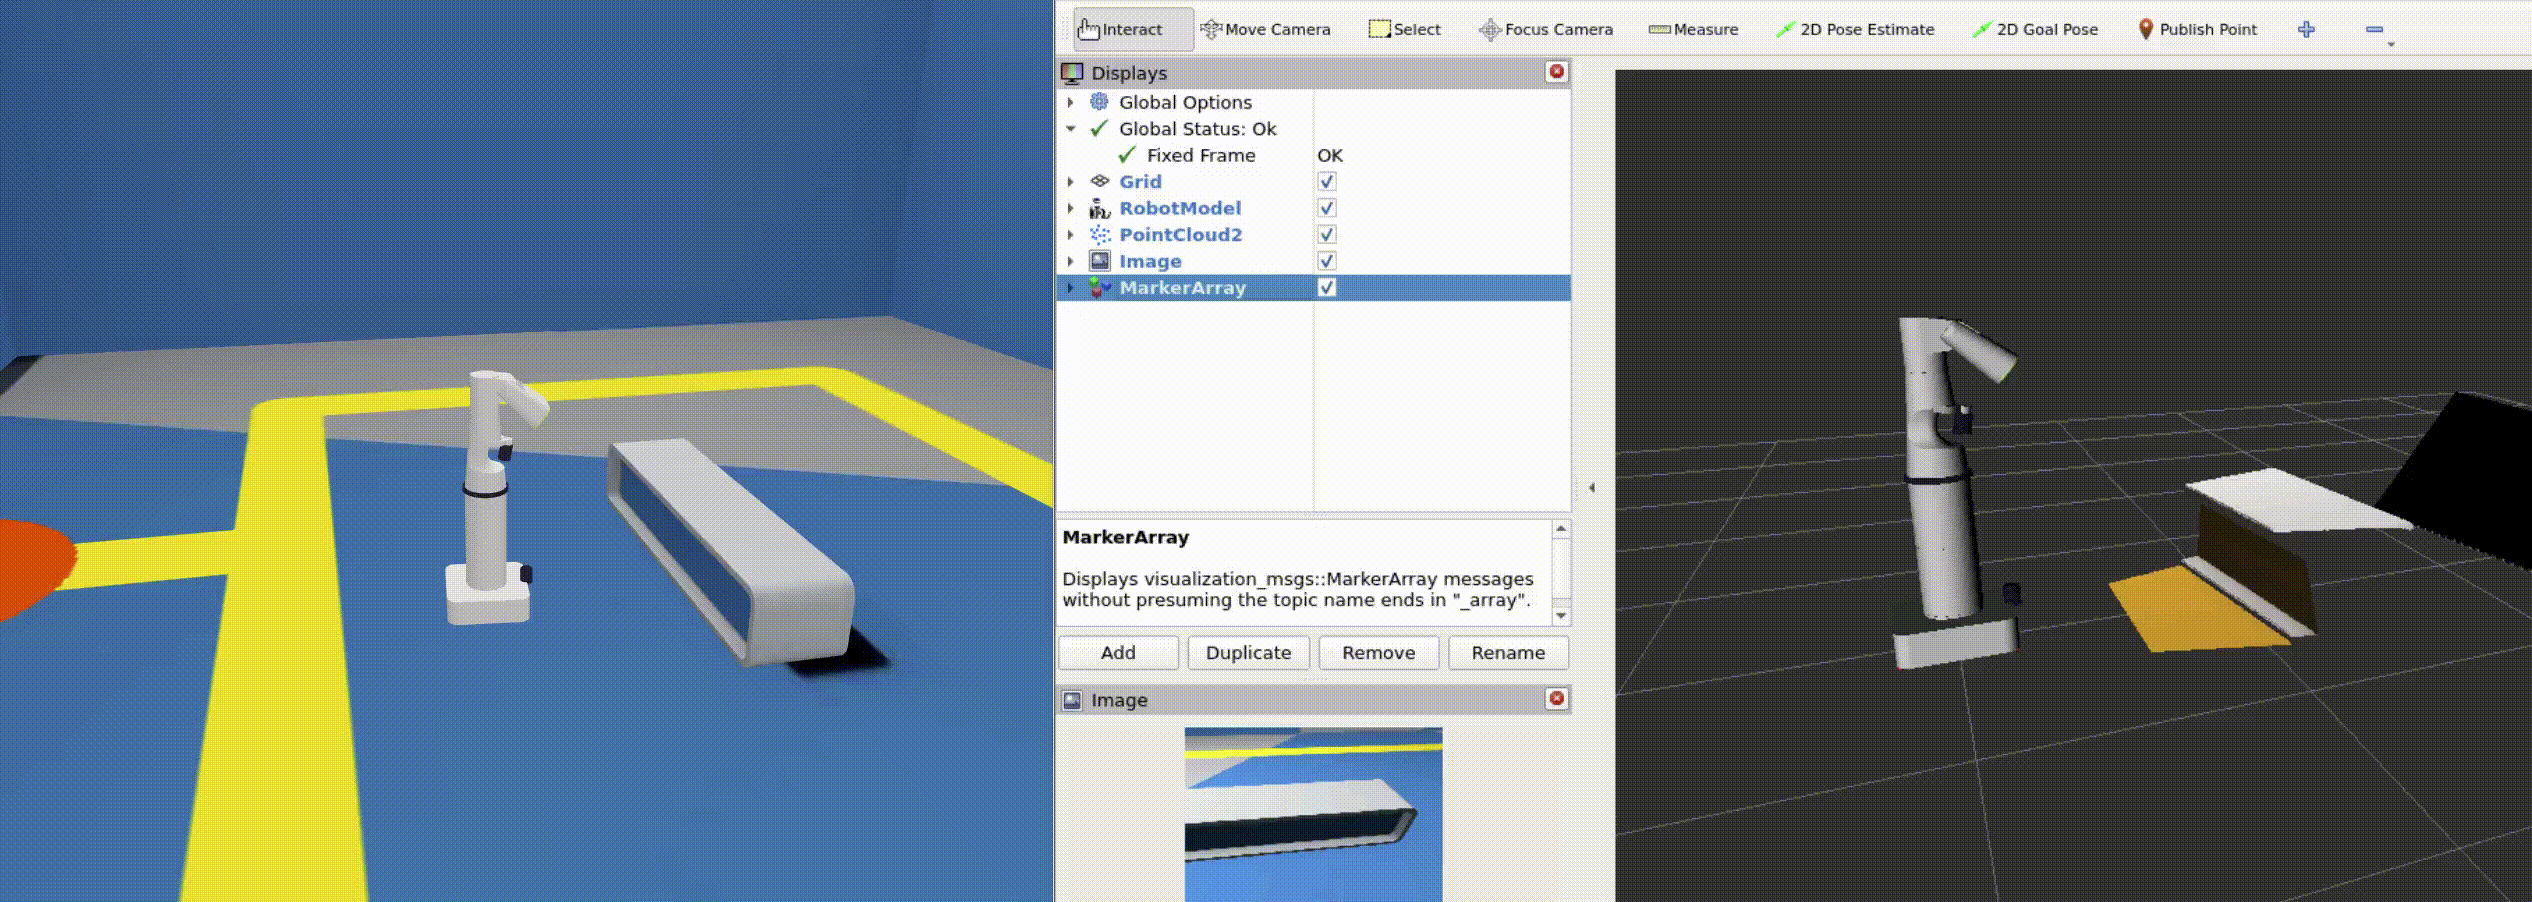 Interact
Move Camera
Select
Focus Camera
Measure
2D Pose Estimate
2D Goal Pose
Publish Point
Displays
Global Options
Global Status: Ok
Fixed Frame OK
Grid
RobotModel
PointCloud2
Image
MarkerArray
MarkerArray
Displays visualization_msgs::MarkerArray messages
without presuming the topic name ends in "_array".
Add
Duplicate
Remove
Rename
Image